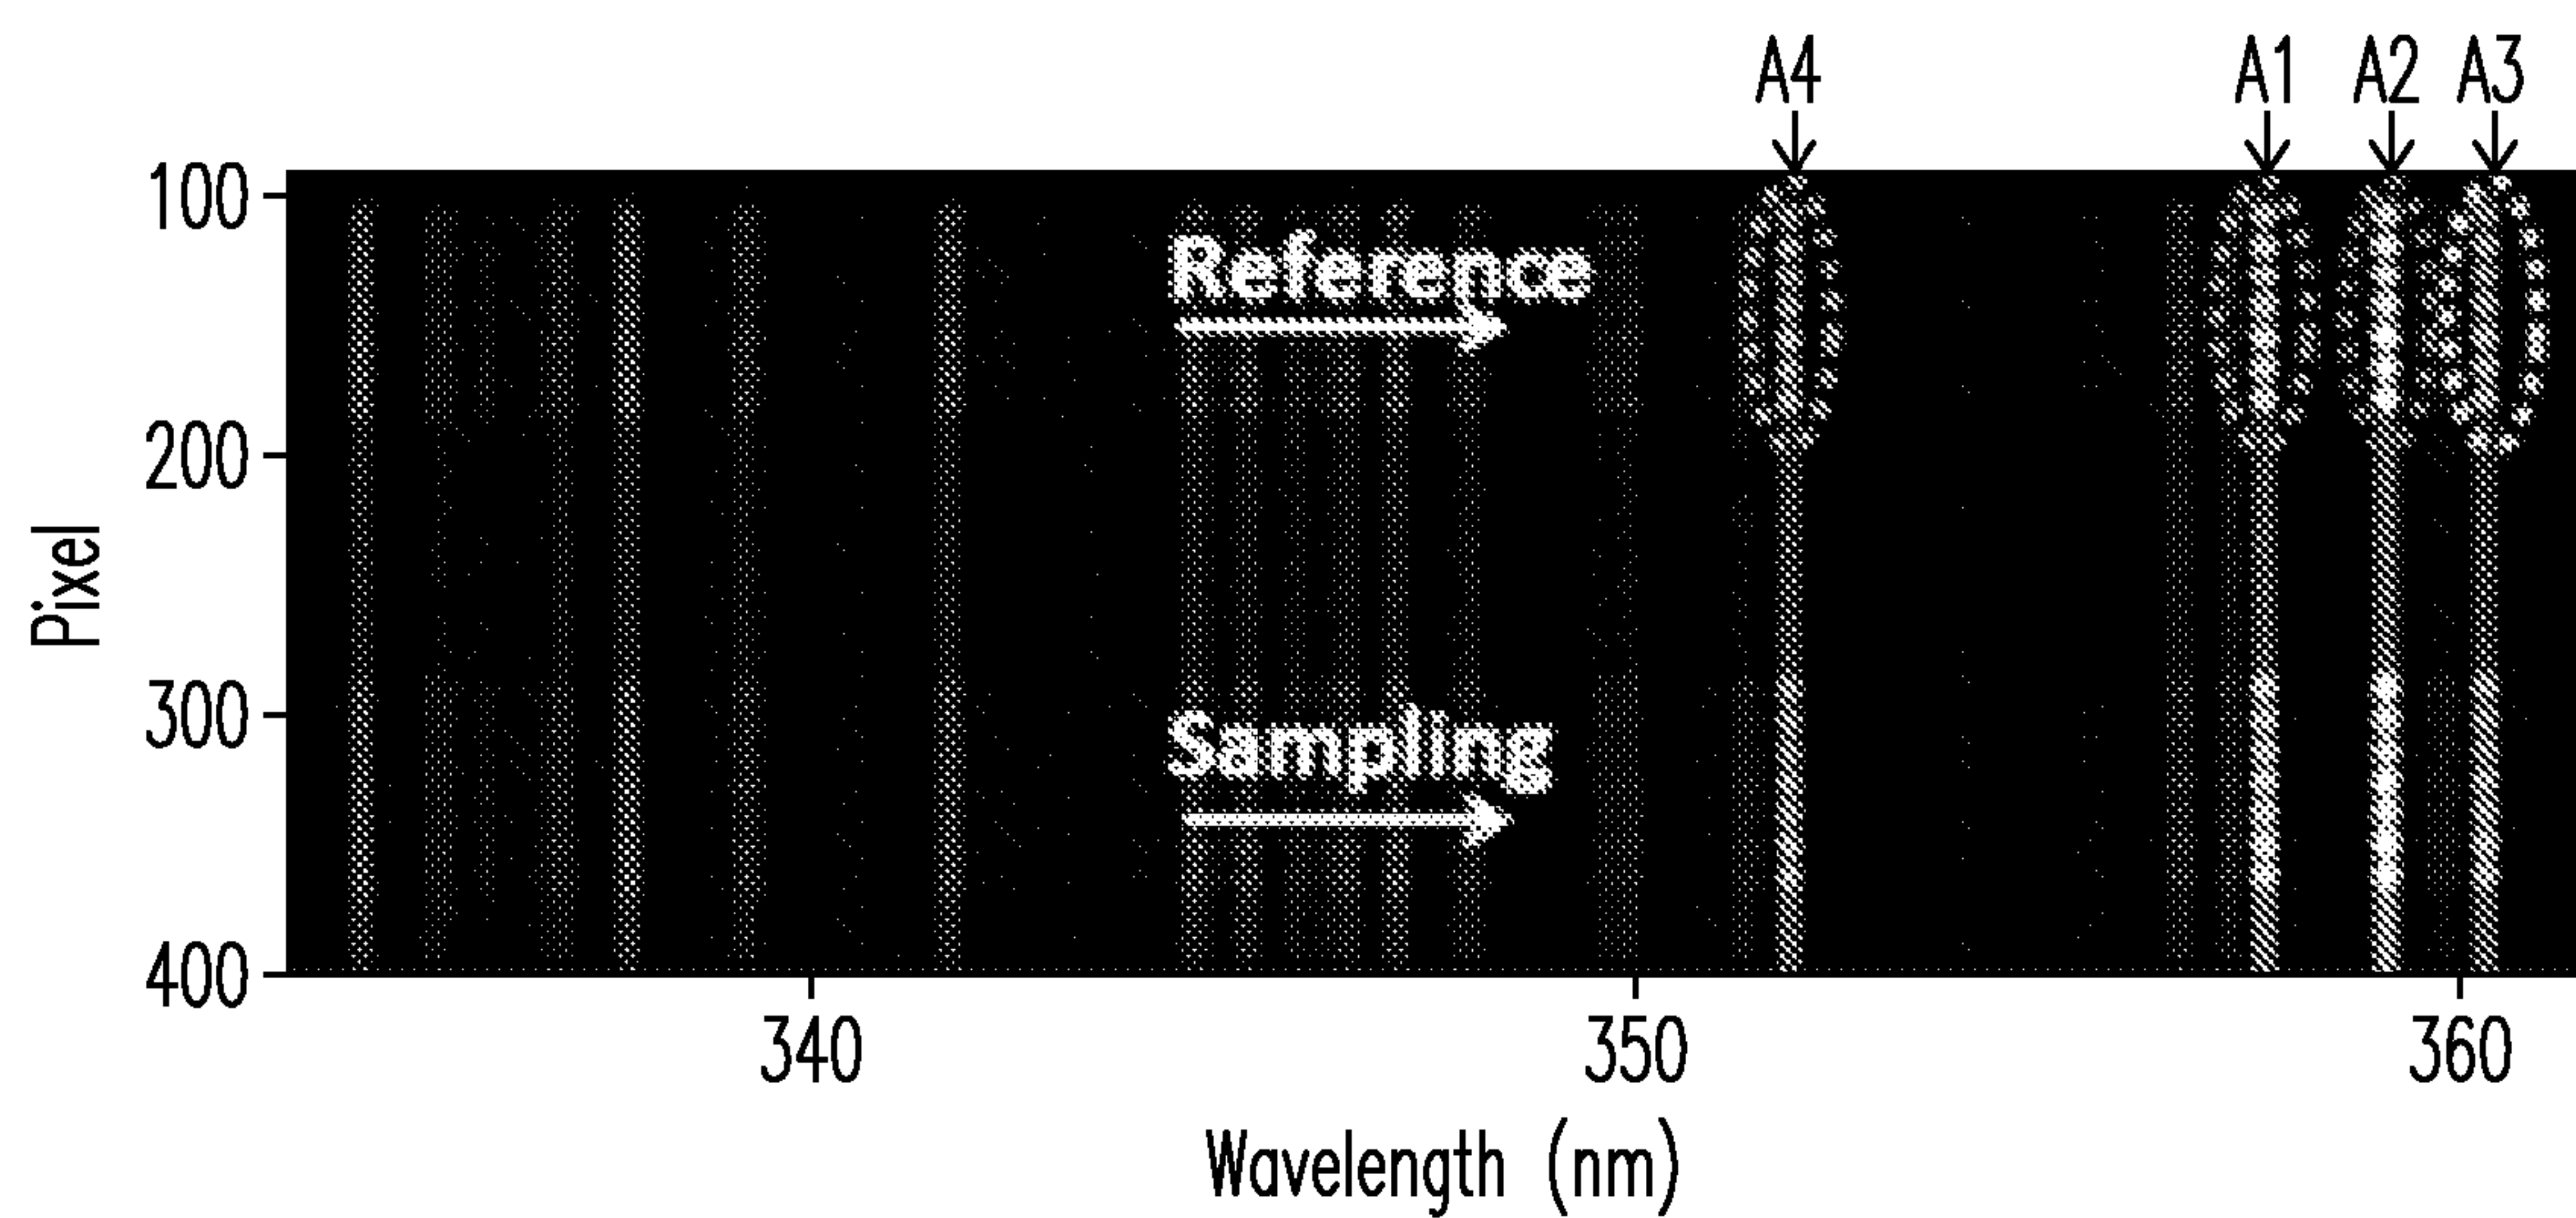 A4 A1 A2 A3
100
Reference
200
Pixel
300
Sampling
400
340 350 360
Wavelength (nm)